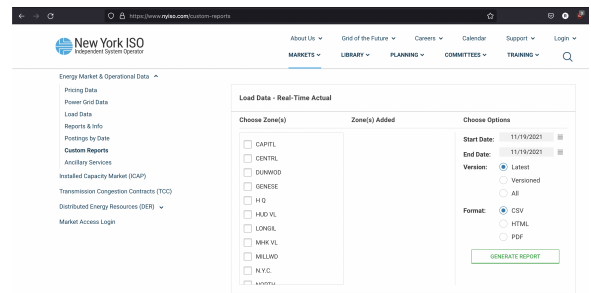 https://www.nyiso.com/custom-reports
About Us
Grid of the Future
Careers
Calendar
Support
Login
New York ISO
Independent System Operator
MARKETS
LIBRARY
PLANNING
COMMITTEES
TRAINING
Energy Market & Operational Data
Pricing Data
Power Grid Data
Load Data
Reports & Info
Postings by Date
Custom Reports
Ancillary Services
Installed Capacity Market (ICAP)
Transmission Congestion Contracts (TCC)
Distributed Energy Resources (DER)
Market Access Login
Load Data - Real-Time Actual
Choose Zone(s)
CAPITL
CENTRL
DUNWOD
GENESE
H Q
HUD VL
LONGIL
MHK VL
MILLWD
N.Y.C.
NORTH
Zone(s) Added
Choose Options
Start Date: 11/19/2021
End Date: 11/19/2021
Version: Latest
Versioned
All
Format: CSV
HTML
PDF
GENERATE REPORT